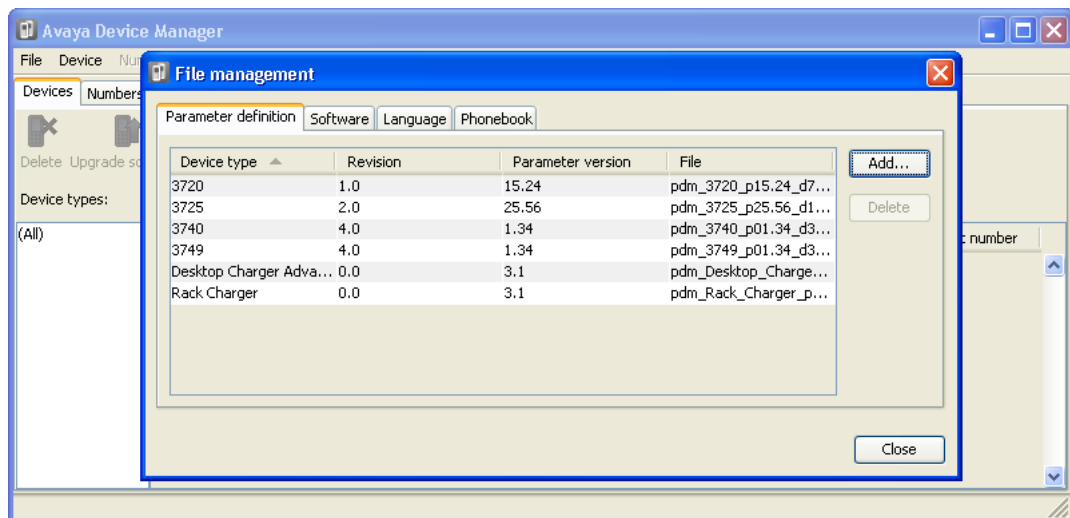 Avaya Device Manager
File Device Nu
File management
Devices Numbers
Parameter definition Software Language Phonebook
Delete Upgrade so
Device types:
(All)
Device type Revision Parameter version File
3720 1.0 15.24 pdm_3720_p15.24_d7...
3725 2.0 25.56 pdm_3725_p25.56_d1...
3740 4.0 1.34 pdm_3740_p01.34_d3...
3749 4.0 1.34 pdm_3749_p01.34_d3...
Desktop Charger Adva... 0.0 3.1 pdm_Desktop_Charge...
Rack Charger 0.0 3.1 pdm_Rack_Charger_p...
Add...
Delete
number
Close